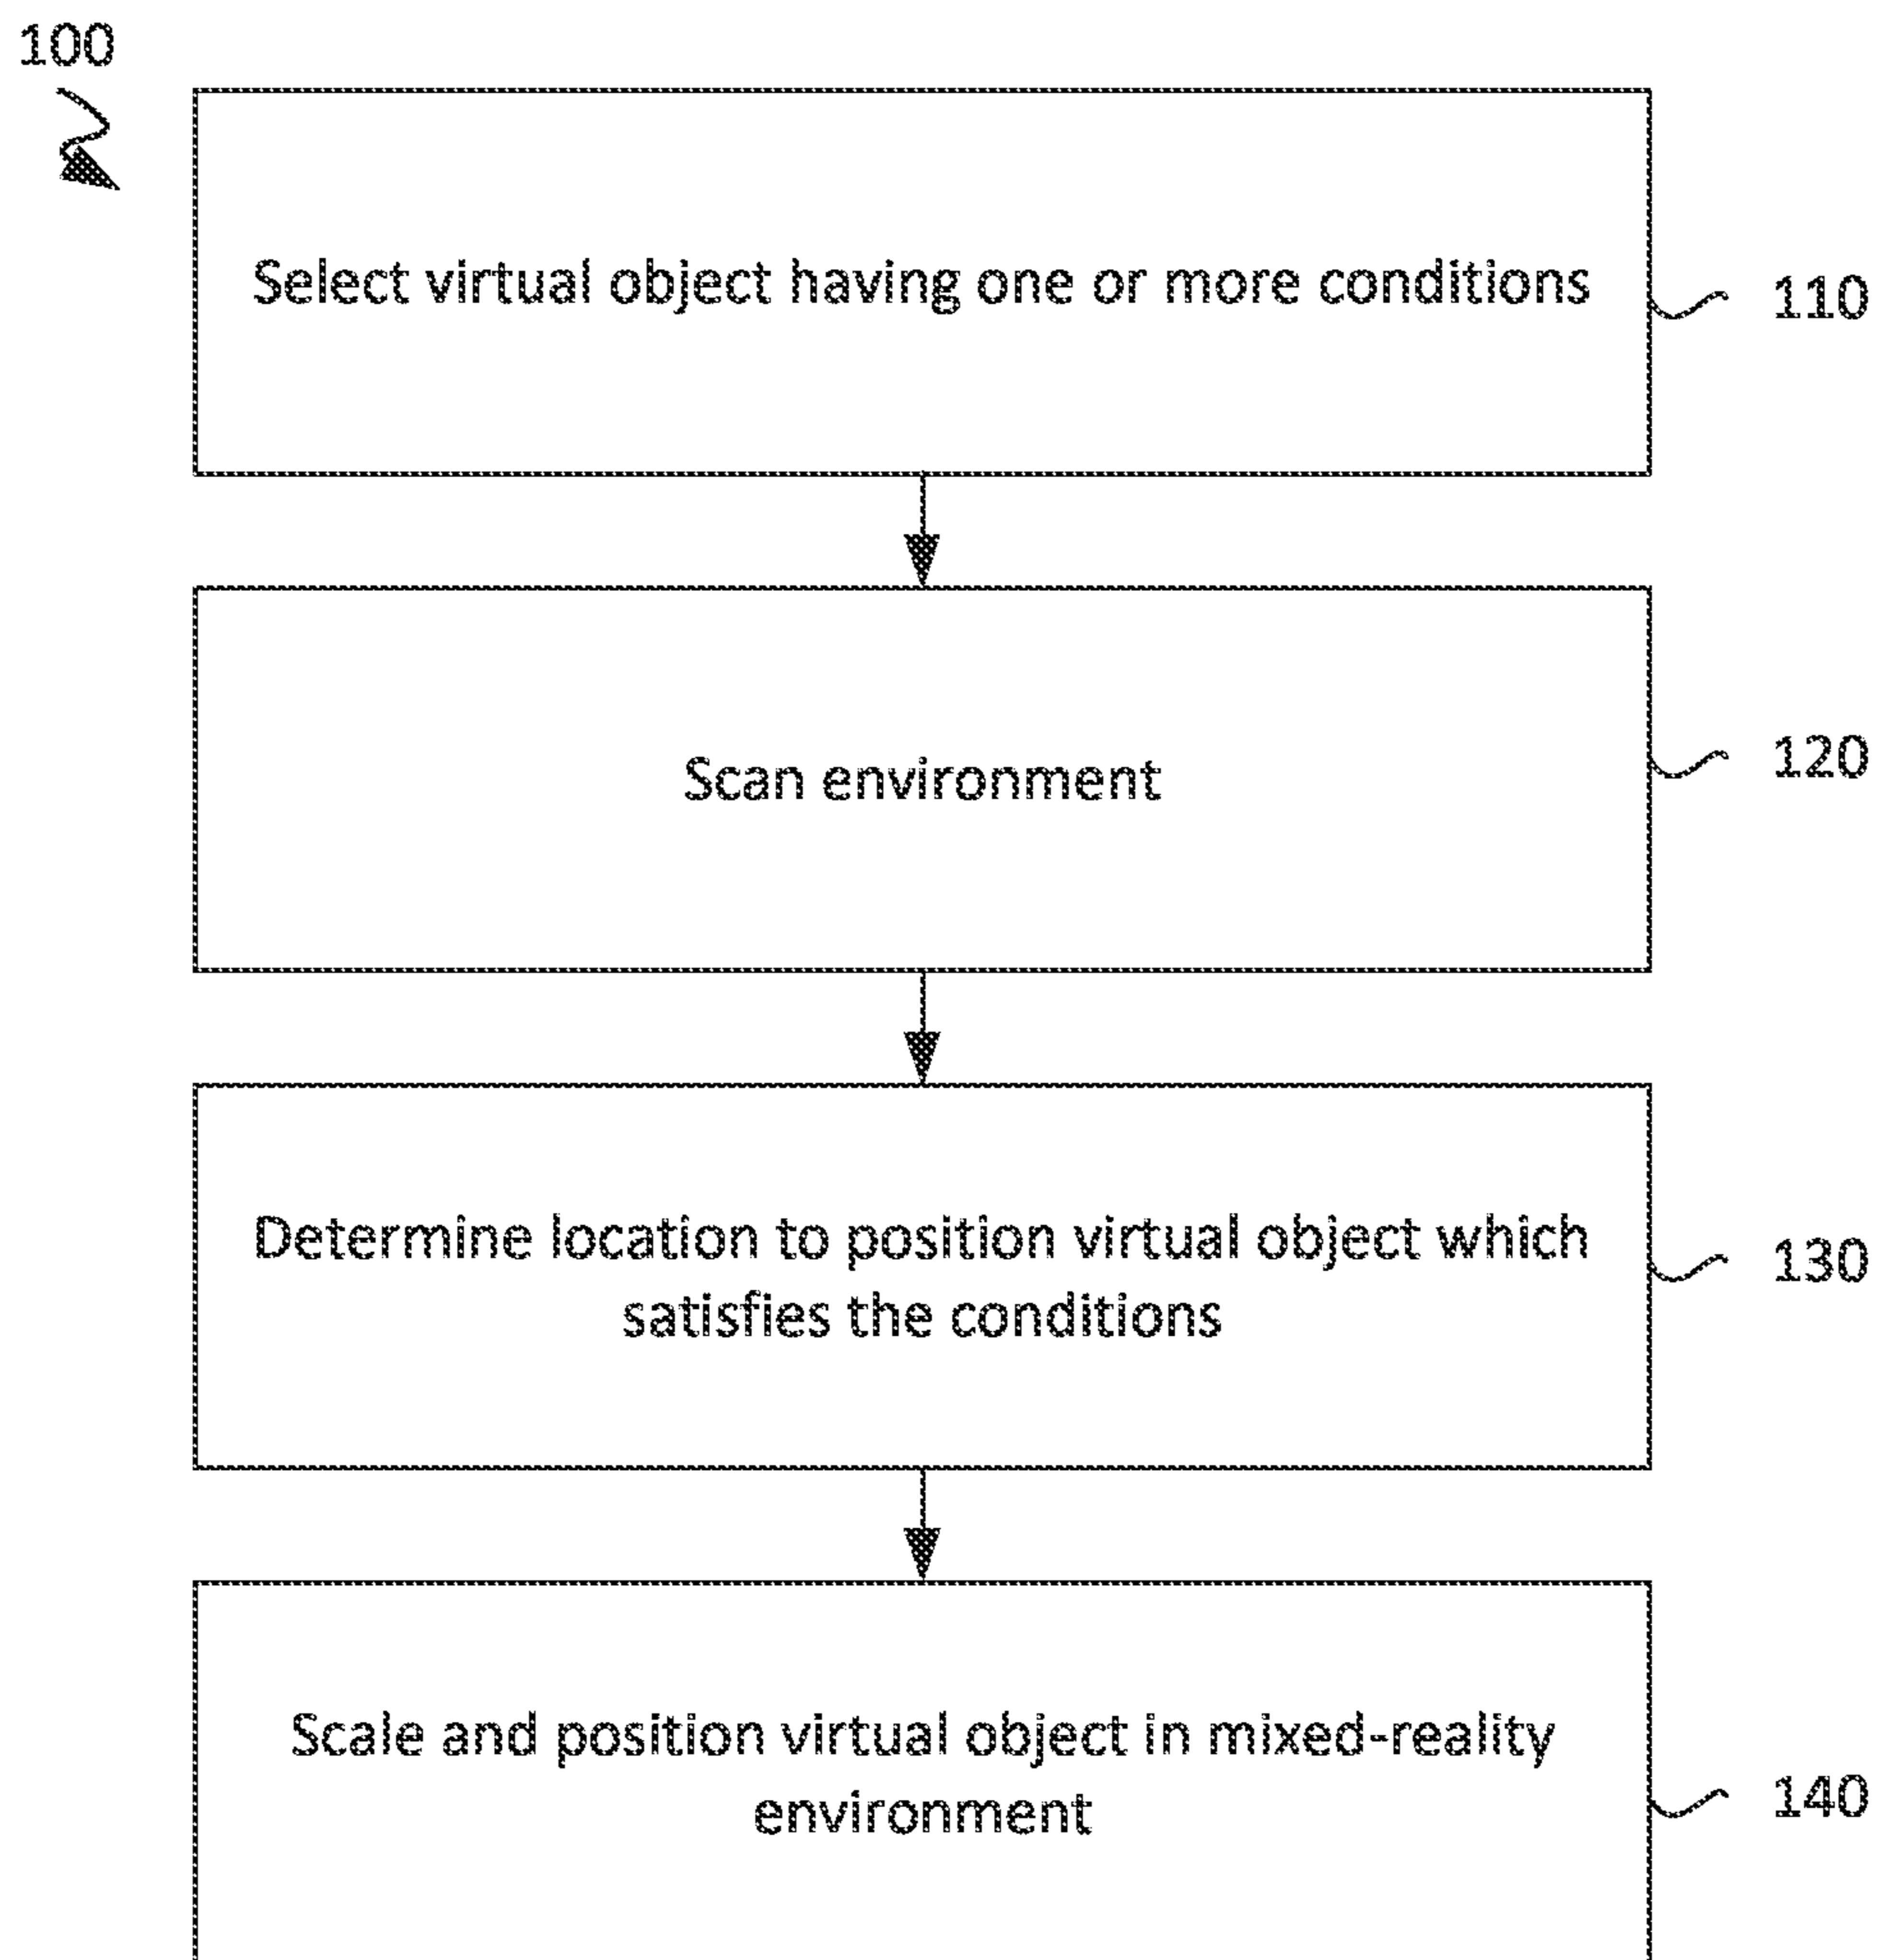 100
Select virtual object having one or more conditions
110
Scan environment
120
Determine location to position virtual object which
satisfies the conditions
130
Scale and position virtual object in mixed-reality
environment
140